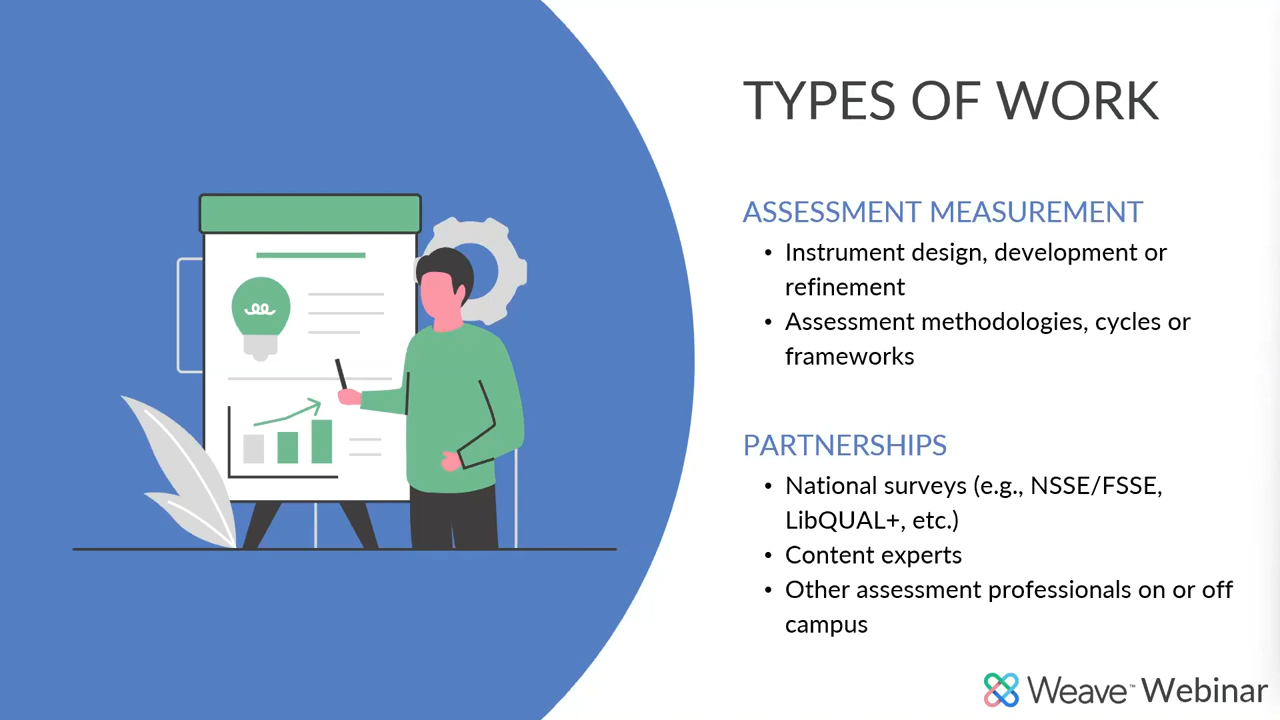 TYPES OF WORK
ASSESSMENT MEASUREMENT
• Instrument design, development or
refinement
• Assessment methodologies, cycles or
frameworks
PARTNERSHIPS
• National surveys (e.g., NSSE/FSSE,
LibQUAL+, etc.)
• Content experts
• Other assessment professionals on or off
campus
Weave™ Webinar